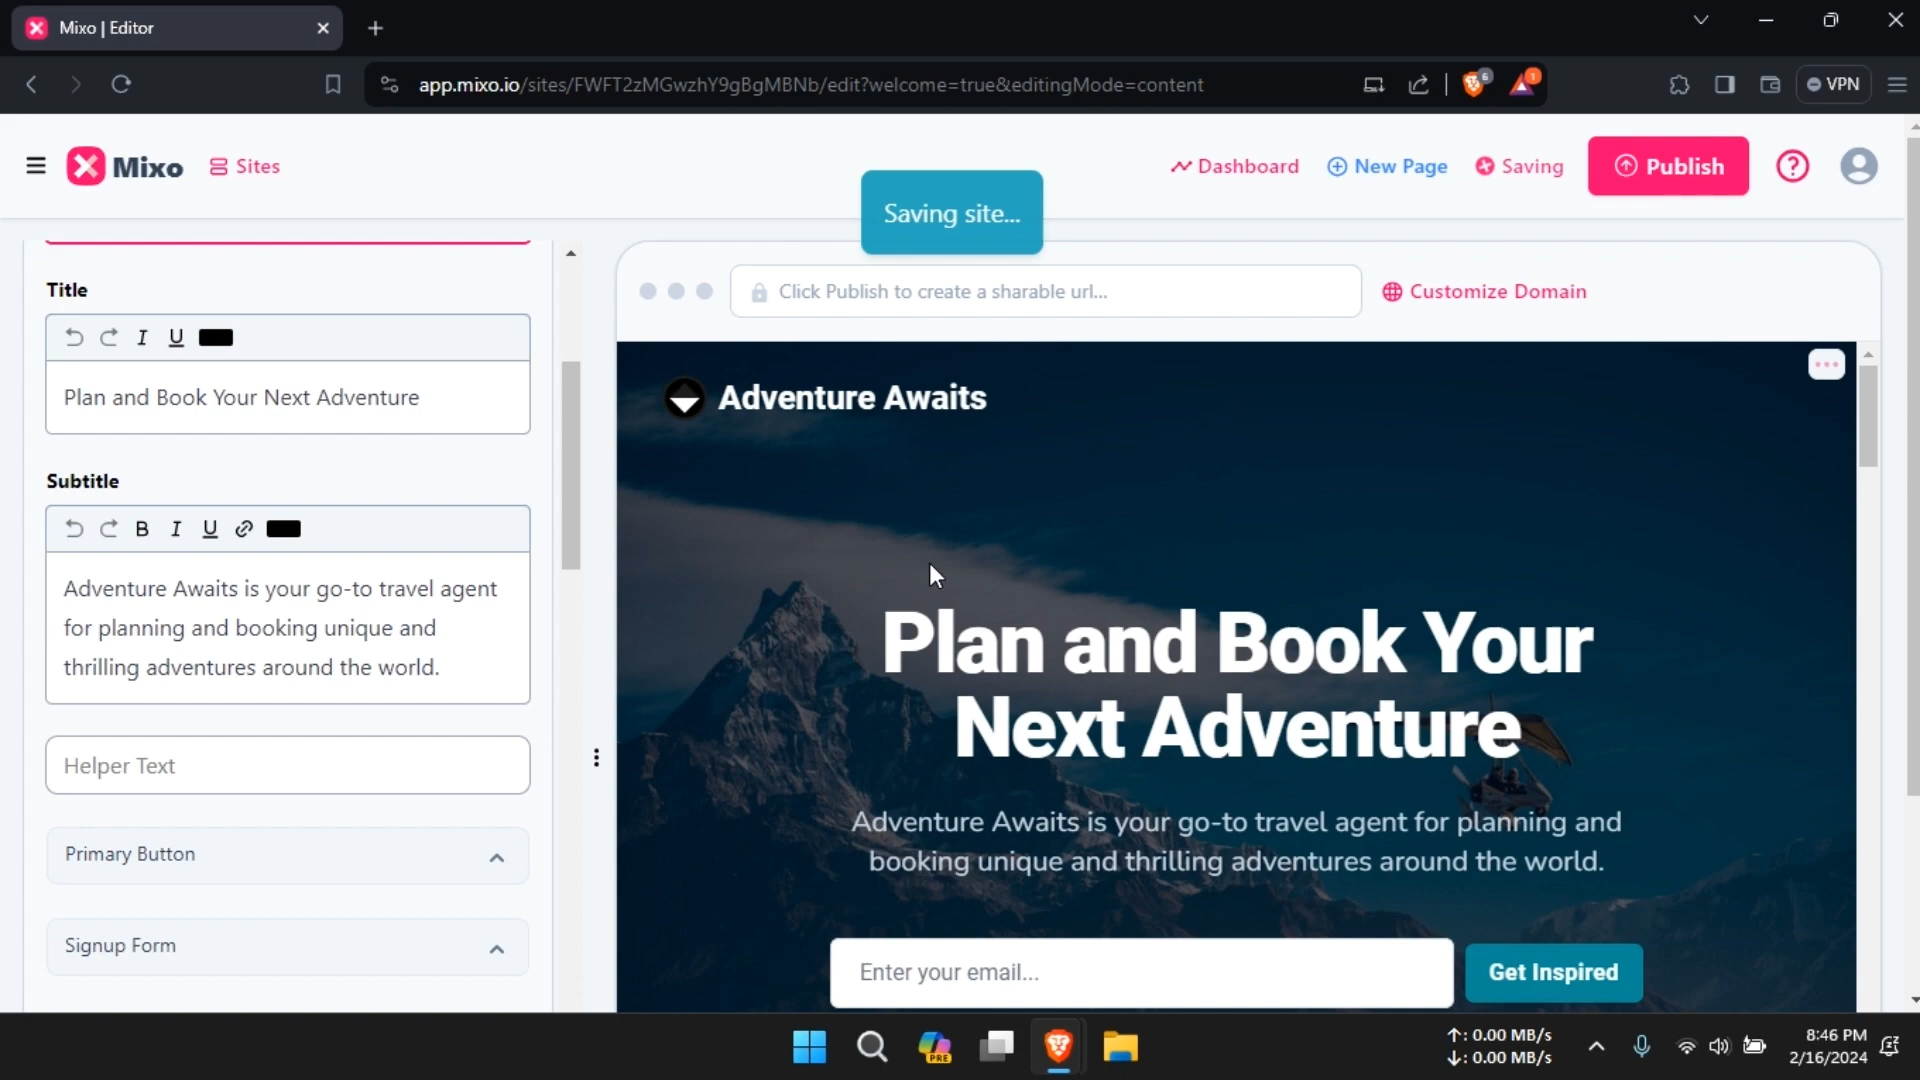 Mixo | Editor
app.mixo.io/sites/FWFT2zMGwzhY9gBgMBNb/edit?welcome=true&editingMode=content
6
1
VPN
Mixo
Sites
Dashboard
New Page
Saving
Publish
Saving site...
Title
Plan and Book Your Next Adventure
Subtitle
B I U
Adventure Awaits is your go-to travel agent
for planning and booking unique and
thrilling adventures around the world.
Helper Text
Primary Button
Signup Form
Click Publish to create a sharable url...
Customize Domain
Adventure Awaits
Plan and Book Your
Next Adventure
Adventure Awaits is your go-to travel agent for planning and
booking unique and thrilling adventures around the world.
Enter your email...
Get Inspired
PRE
↑: 0.00 MB/s
↓: 0.00 MB/s
8:46 PM
2/16/2024